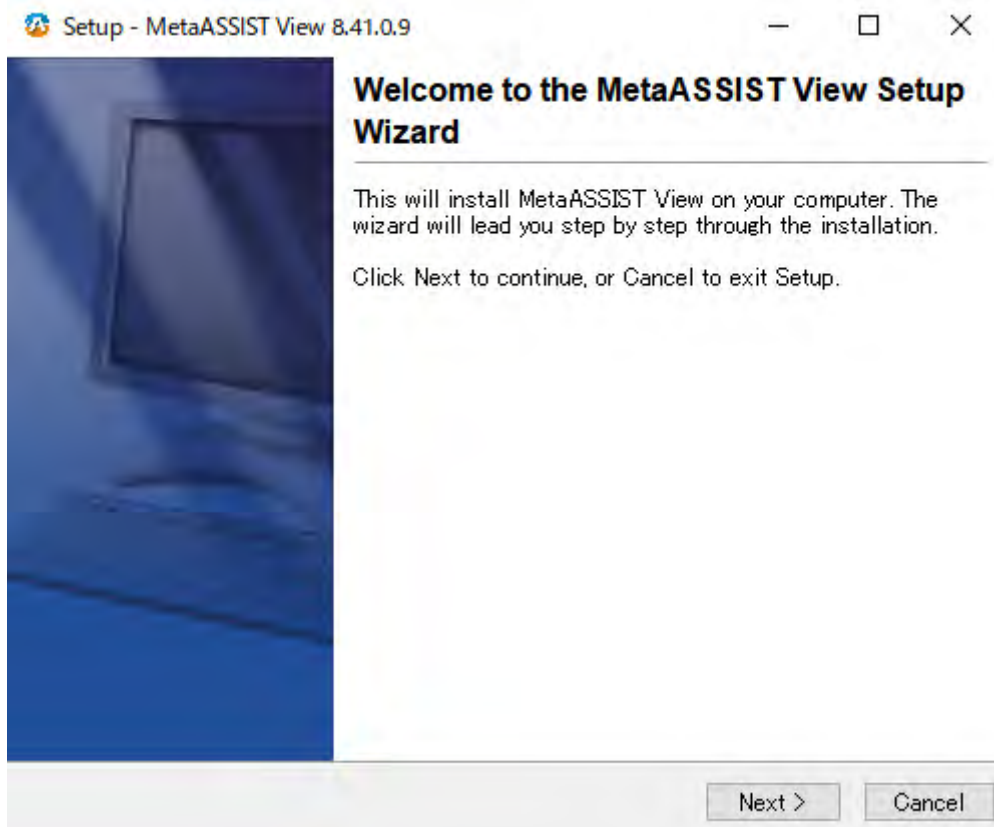 Setup - MetaASSIST View 8.41.0.9
Welcome to the MetaASSIST View Setup
Wizard
This will install MetaASSIST View on your computer. The
wizard will lead you step by step through the installation.
Click Next to continue, or Cancel to exit Setup.
Next >
Cancel